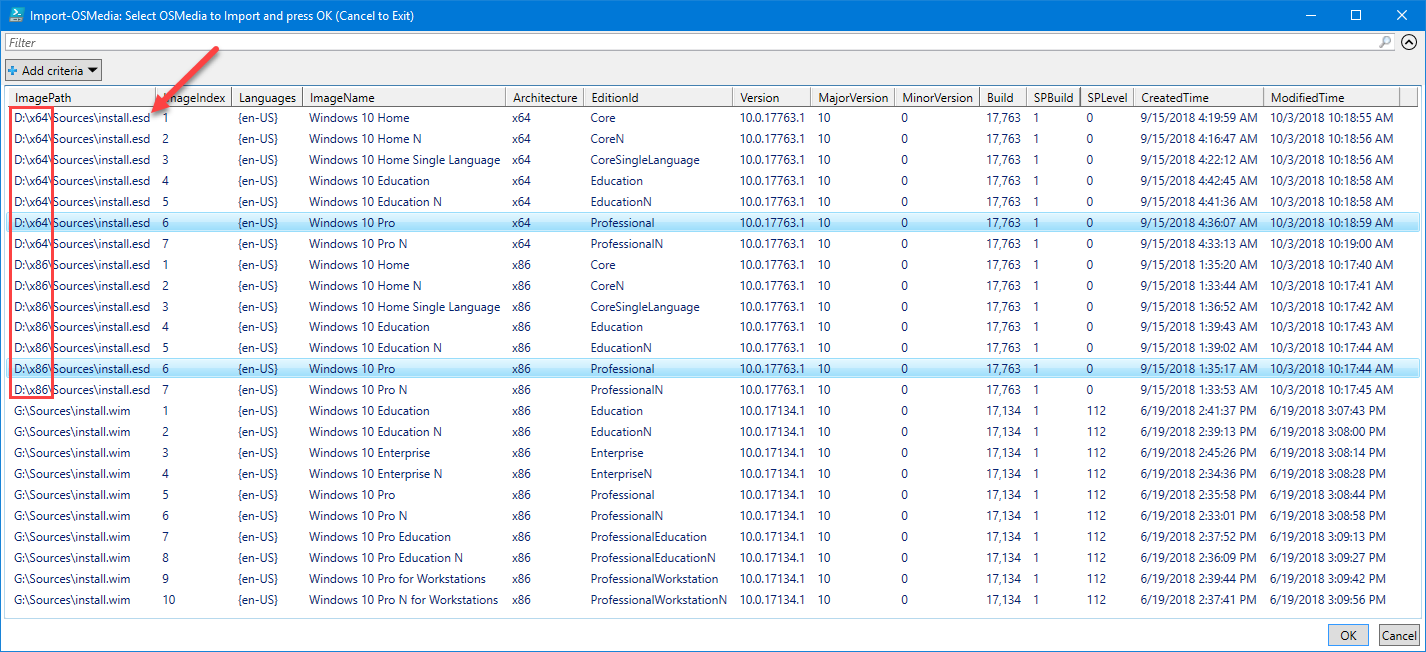 Import-OSMedia: Select OSMedia to Import and press OK (Cancel to Exit)
Filter
Add criteria
ImagePath ImageIndex Languages ImageName Architecture EditionId Version MajorVersion MinorVersion Build SPBuild SPLevel CreatedTime ModifiedTime
D:\x64\Sources\install.esd 1 {en-US} Windows 10 Home x64 Core 10.0.17763.1 10 0 17,763 1 0 9/15/2018 4:19:59 AM 10/3/2018 10:18:55 AM
D:\x64\Sources\install.esd 2 {en-US} Windows 10 Home N x64 CoreN 10.0.17763.1 10 0 17,763 1 0 9/15/2018 4:16:47 AM 10/3/2018 10:18:56 AM
D:\x64\Sources\install.esd 3 {en-US} Windows 10 Home Single Language x64 CoreSingleLanguage 10.0.17763.1 10 0 17,763 1 0 9/15/2018 4:22:12 AM 10/3/2018 10:18:56 AM
D:\x64\Sources\install.esd 4 {en-US} Windows 10 Education x64 Education 10.0.17763.1 10 0 17,763 1 0 9/15/2018 4:42:45 AM 10/3/2018 10:18:58 AM
D:\x64\Sources\install.esd 5 {en-US} Windows 10 Education N x64 EducationN 10.0.17763.1 10 0 17,763 1 0 9/15/2018 4:41:36 AM 10/3/2018 10:18:58 AM
D:\x64\Sources\install.esd 6 {en-US} Windows 10 Pro x64 Professional 10.0.17763.1 10 0 17,763 1 0 9/15/2018 4:36:07 AM 10/3/2018 10:18:59 AM
D:\x64\Sources\install.esd 7 {en-US} Windows 10 Pro N x64 ProfessionalN 10.0.17763.1 10 0 17,763 1 0 9/15/2018 4:33:13 AM 10/3/2018 10:19:00 AM
D:\x86\Sources\install.esd 1 {en-US} Windows 10 Home x86 Core 10.0.17763.1 10 0 17,763 1 0 9/15/2018 1:35:20 AM 10/3/2018 10:17:40 AM
D:\x86\Sources\install.esd 2 {en-US} Windows 10 Home N x86 CoreN 10.0.17763.1 10 0 17,763 1 0 9/15/2018 1:33:44 AM 10/3/2018 10:17:41 AM
D:\x86\Sources\install.esd 3 {en-US} Windows 10 Home Single Language x86 CoreSingleLanguage 10.0.17763.1 10 0 17,763 1 0 9/15/2018 1:36:52 AM 10/3/2018 10:17:42 AM
D:\x86\Sources\install.esd 4 {en-US} Windows 10 Education x86 Education 10.0.17763.1 10 0 17,763 1 0 9/15/2018 1:39:43 AM 10/3/2018 10:17:43 AM
D:\x86\Sources\install.esd 5 {en-US} Windows 10 Education N x86 EducationN 10.0.17763.1 10 0 17,763 1 0 9/15/2018 1:39:02 AM 10/3/2018 10:17:44 AM
D:\x86\Sources\install.esd 6 {en-US} Windows 10 Pro x86 Professional 10.0.17763.1 10 0 17,763 1 0 9/15/2018 1:35:17 AM 10/3/2018 10:17:44 AM
D:\x86\Sources\install.esd 7 {en-US} Windows 10 Pro N x86 ProfessionalN 10.0.17763.1 10 0 17,763 1 0 9/15/2018 1:33:53 AM 10/3/2018 10:17:45 AM
G:\Sources\install.wim 1 {en-US} Windows 10 Education x86 Education 10.0.17134.1 10 0 17,134 1 112 6/19/2018 2:41:37 PM 6/19/2018 3:07:43 PM
G:\Sources\install.wim 2 {en-US} Windows 10 Education N x86 EducationN 10.0.17134.1 10 0 17,134 1 112 6/19/2018 2:39:13 PM 6/19/2018 3:08:00 PM
G:\Sources\install.wim 3 {en-US} Windows 10 Enterprise x86 Enterprise 10.0.17134.1 10 0 17,134 1 112 6/19/2018 2:45:26 PM 6/19/2018 3:08:14 PM
G:\Sources\install.wim 4 {en-US} Windows 10 Enterprise N x86 EnterpriseN 10.0.17134.1 10 0 17,134 1 112 6/19/2018 2:34:36 PM 6/19/2018 3:08:28 PM
G:\Sources\install.wim 5 {en-US} Windows 10 Pro x86 Professional 10.0.17134.1 10 0 17,134 1 112 6/19/2018 2:35:58 PM 6/19/2018 3:08:44 PM
G:\Sources\install.wim 6 {en-US} Windows 10 Pro N x86 ProfessionalN 10.0.17134.1 10 0 17,134 1 112 6/19/2018 2:33:01 PM 6/19/2018 3:08:58 PM
G:\Sources\install.wim 7 {en-US} Windows 10 Pro Education x86 ProfessionalEducation 10.0.17134.1 10 0 17,134 1 112 6/19/2018 2:37:52 PM 6/19/2018 3:09:13 PM
G:\Sources\install.wim 8 {en-US} Windows 10 Pro Education N x86 ProfessionalEducationN 10.0.17134.1 10 0 17,134 1 112 6/19/2018 2:36:09 PM 6/19/2018 3:09:27 PM
G:\Sources\install.wim 9 {en-US} Windows 10 Pro for Workstations x86 ProfessionalWorkstation 10.0.17134.1 10 0 17,134 1 112 6/19/2018 2:39:44 PM 6/19/2018 3:09:42 PM
G:\Sources\install.wim 10 {en-US} Windows 10 Pro N for Workstations x86 ProfessionalWorkstationN 10.0.17134.1 10 0 17,134 1 112 6/19/2018 2:37:41 PM 6/19/2018 3:09:56 PM
OK Cancel